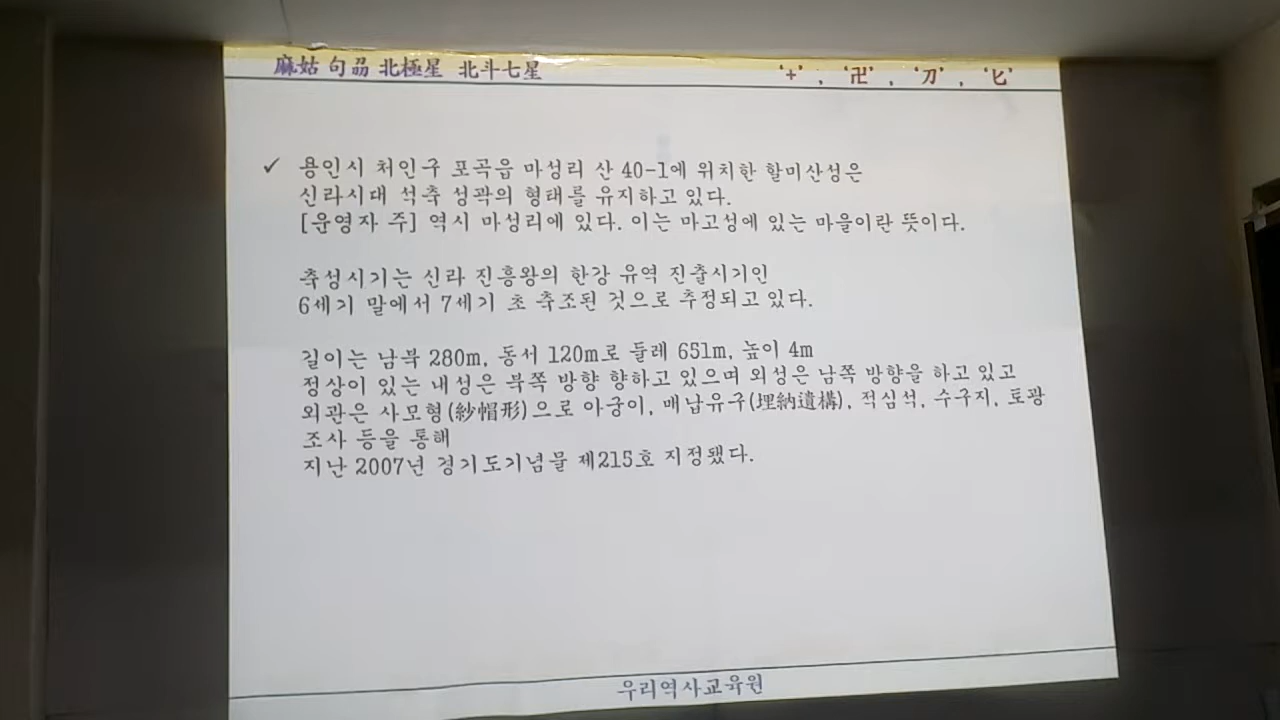 麻姑 句茘 北極星 北斗七星
'+', '卍', '刀', '匕'
✓ 용인시 처인구 포곡읍 마성리 산 40-1에 위치한 할미산성은
신라시대 석축 성곽의 형태를 유지하고 있다.
[운영자 주] 역시 마성리에 있다. 이는 마고성에 있는 마을이란 뜻이다.
축성시기는 신라 진흥왕의 한강 유역 진출시기인
6세기 말에서 7세기 초 축조된 것으로 추정되고 있다.
길이는 남북 280m, 동서 120m로 둘레 651m, 높이 4m
정상이 있는 내성은 북쪽 방향 향하고 있으며 외성은 남쪽 방향을 하고 있고
외관은 사모형(紗帽形)으로 아궁이, 매납유구(埋納遺構), 적심석, 수구지, 토광
조사 등을 통해
지난 2007년 경기도기념물 제215호 지정됐다.
우리역사교육원